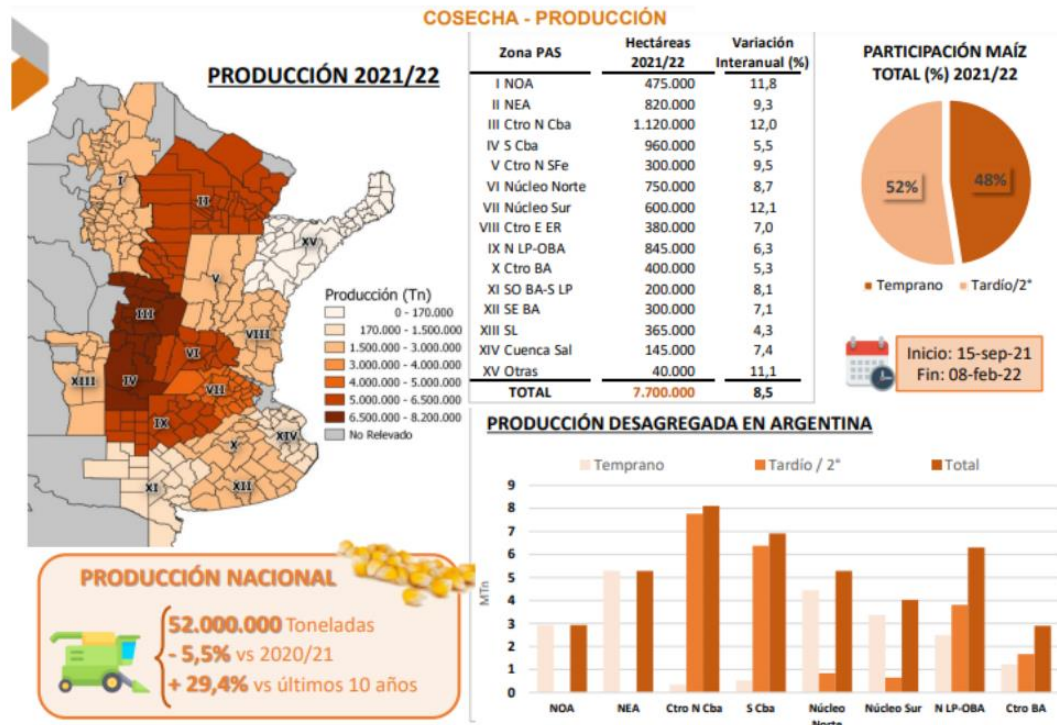 COSECHA - PRODUCCIÓN
PRODUCCIÓN 2021/22
I
II
III
IV
V
VI
VII
VIII
IX
X
XI
XII
XIII
XIV
XV
Producción (Tn)
0 - 170.000
170.000 - 1.500.000
1.500.000 - 3.000.000
3.000.000 - 4.000.000
4.000.000 - 5.000.000
5.000.000 - 6.500.000
6.500.000 - 8.200.000
No Relevado
Zona PAS Hectáreas 2021/22 Variación Interanual (%)
I NOA 475.000 11,8
II NEA 820.000 9,3
III Ctro N Cba 1.120.000 12,0
IV S Cba 960.000 5,5
V Ctro N SFe 300.000 9,5
VI Núcleo Norte 750.000 8,7
VII Núcleo Sur 600.000 12,1
VIII Ctro E ER 380.000 7,0
IX N LP-OBA 845.000 6,3
X Ctro BA 400.000 5,3
XI SO BA-S LP 200.000 8,1
XII SE BA 300.000 7,1
XIII SL 365.000 4,3
XIV Cuenca Sal 145.000 7,4
XV Otras 40.000 11,1
TOTAL 7.700.000 8,5
PARTICIPACIÓN MAÍZ
TOTAL (%) 2021/22
52% 48%
Temprano Tardío/2°
Inicio: 15-sep-21
Fin: 08-feb-22
PRODUCCIÓN NACIONAL
52.000.000 Toneladas
- 5,5% vs 2020/21
+ 29,4% vs últimos 10 años
PRODUCCIÓN DESAGREGADA EN ARGENTINA
Temprano Tardío / 2° Total
MTn
9
8
7
6
5
4
3
2
1
0
NOA NEA Ctro N Cba S Cba Núcleo Norte Núcleo Sur N LP-OBA Ctro BA